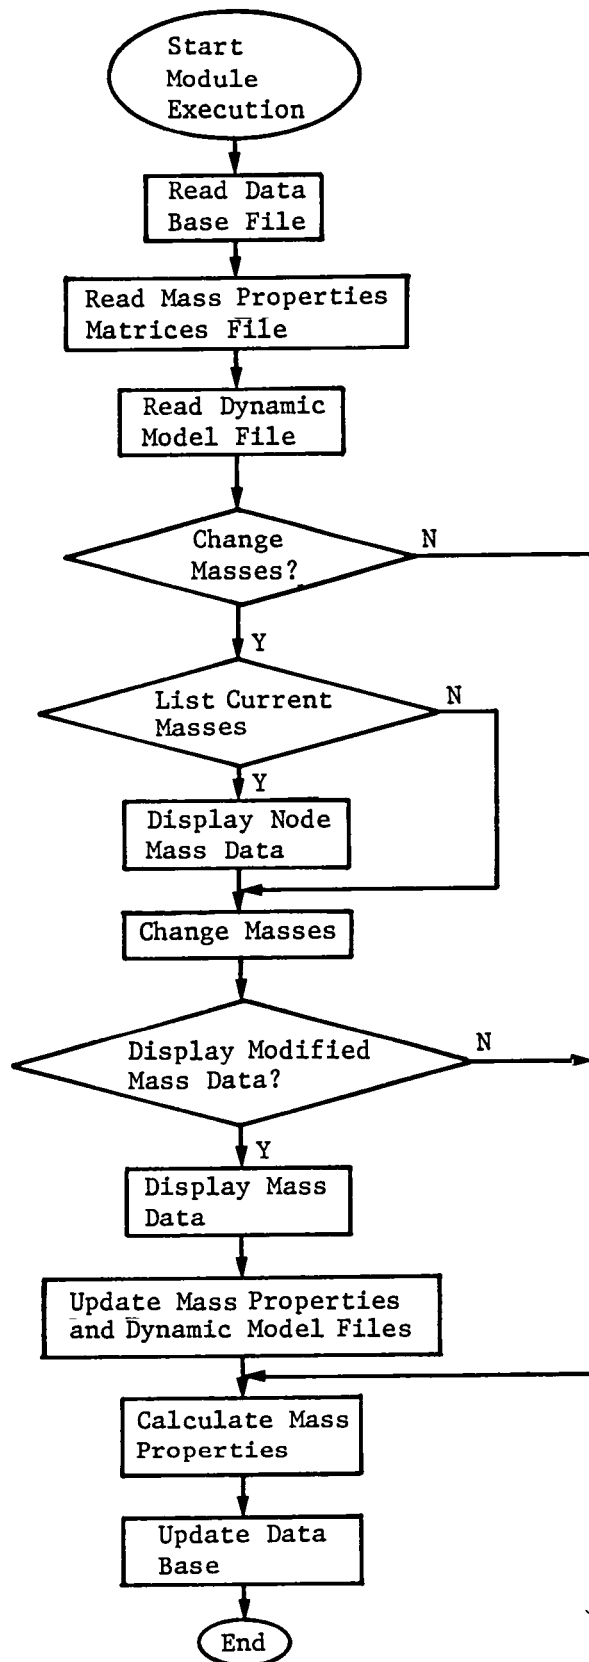 Start
Module
Execution
Read Data
Base File
Read Mass Properties
Matrices File
Read Dynamic
Model File
Change
Masses?
N
Y
List Current
Masses
N
Y
Display Node
Mass Data
Change Masses
Display Modified
Mass Data?
N
Y
Display Mass
Data
Update Mass Properties
and Dynamic Model Files
Calculate Mass
Properties
Update Data
Base
End